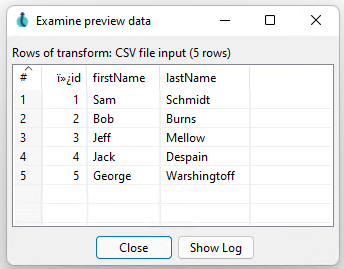 Examine preview data
Rows of transform: CSV file input (5 rows)
# ï»¿id firstName lastName
1 1 Sam Schmidt
2 2 Bob Burns
3 3 Jeff Mellow
4 4 Jack Despain
5 5 George Warshingtoff
Close Show Log